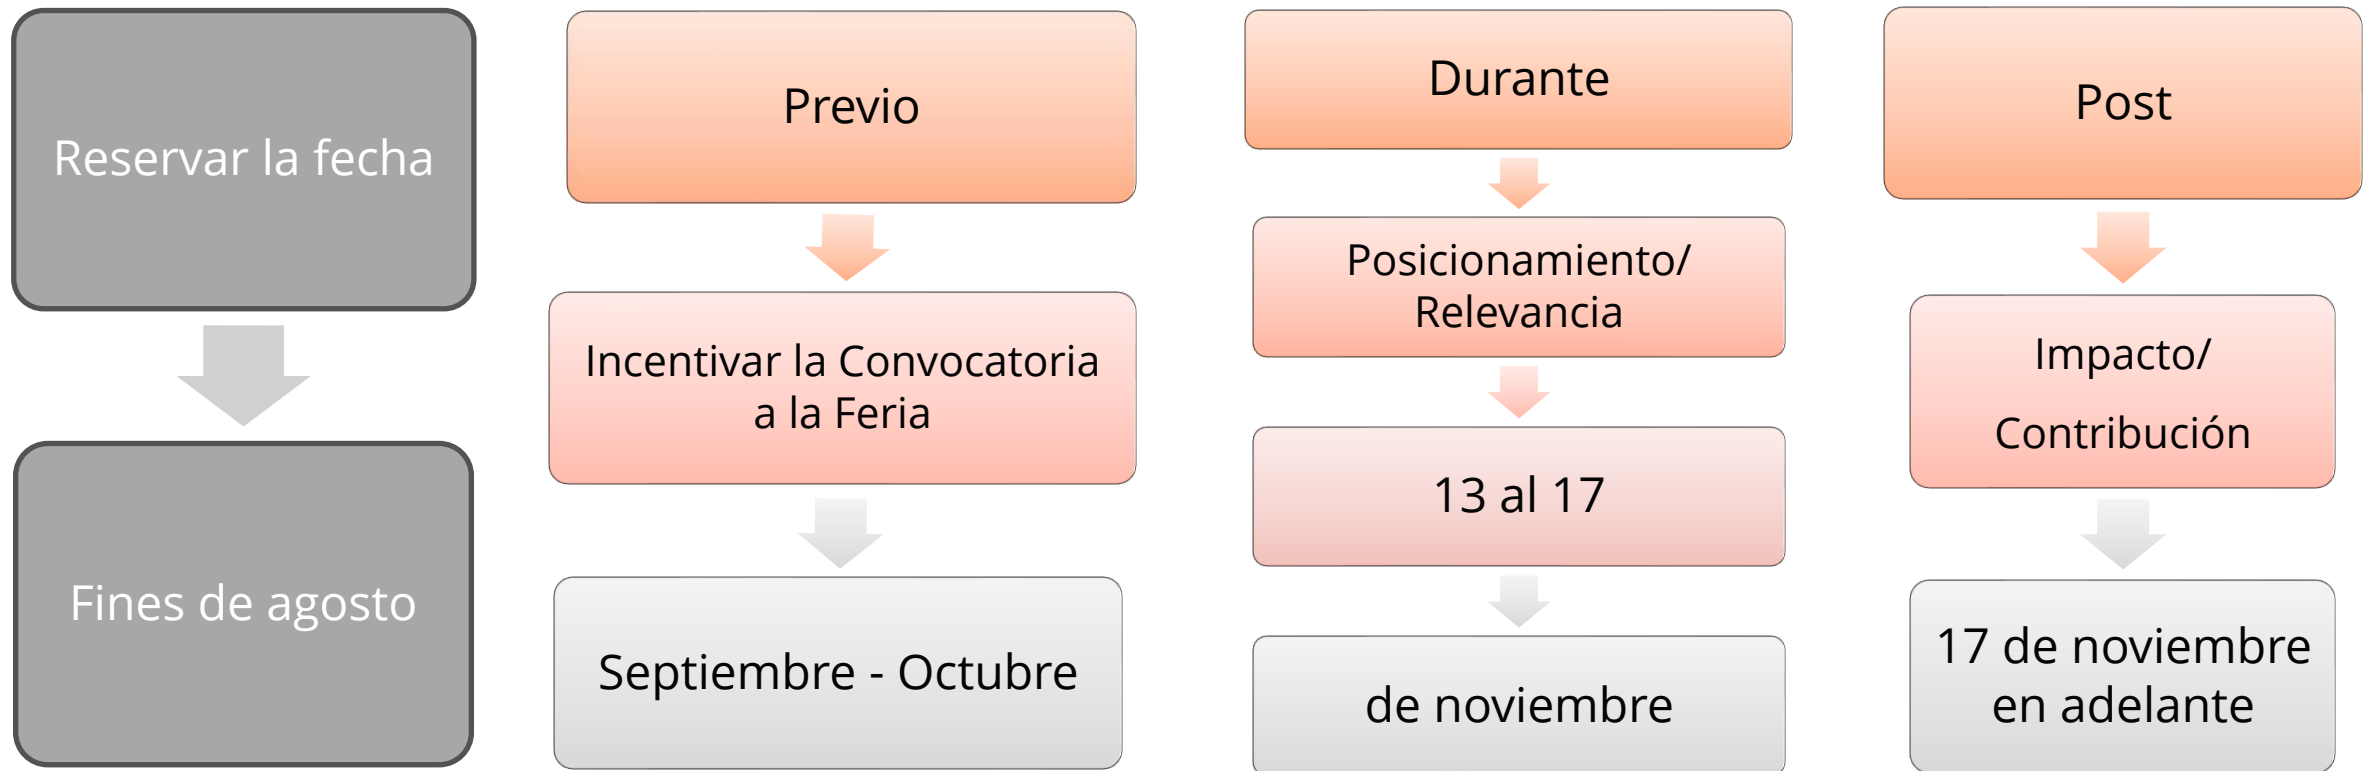 Reservar la fecha
Fines de agosto
Previo
Incentivar la Convocatoria
a la Feria
Septiembre - Octubre
Durante
Posicionamiento/
Relevancia
13 al 17
de noviembre
Post
Impacto/
Contribución
17 de noviembre
en adelante